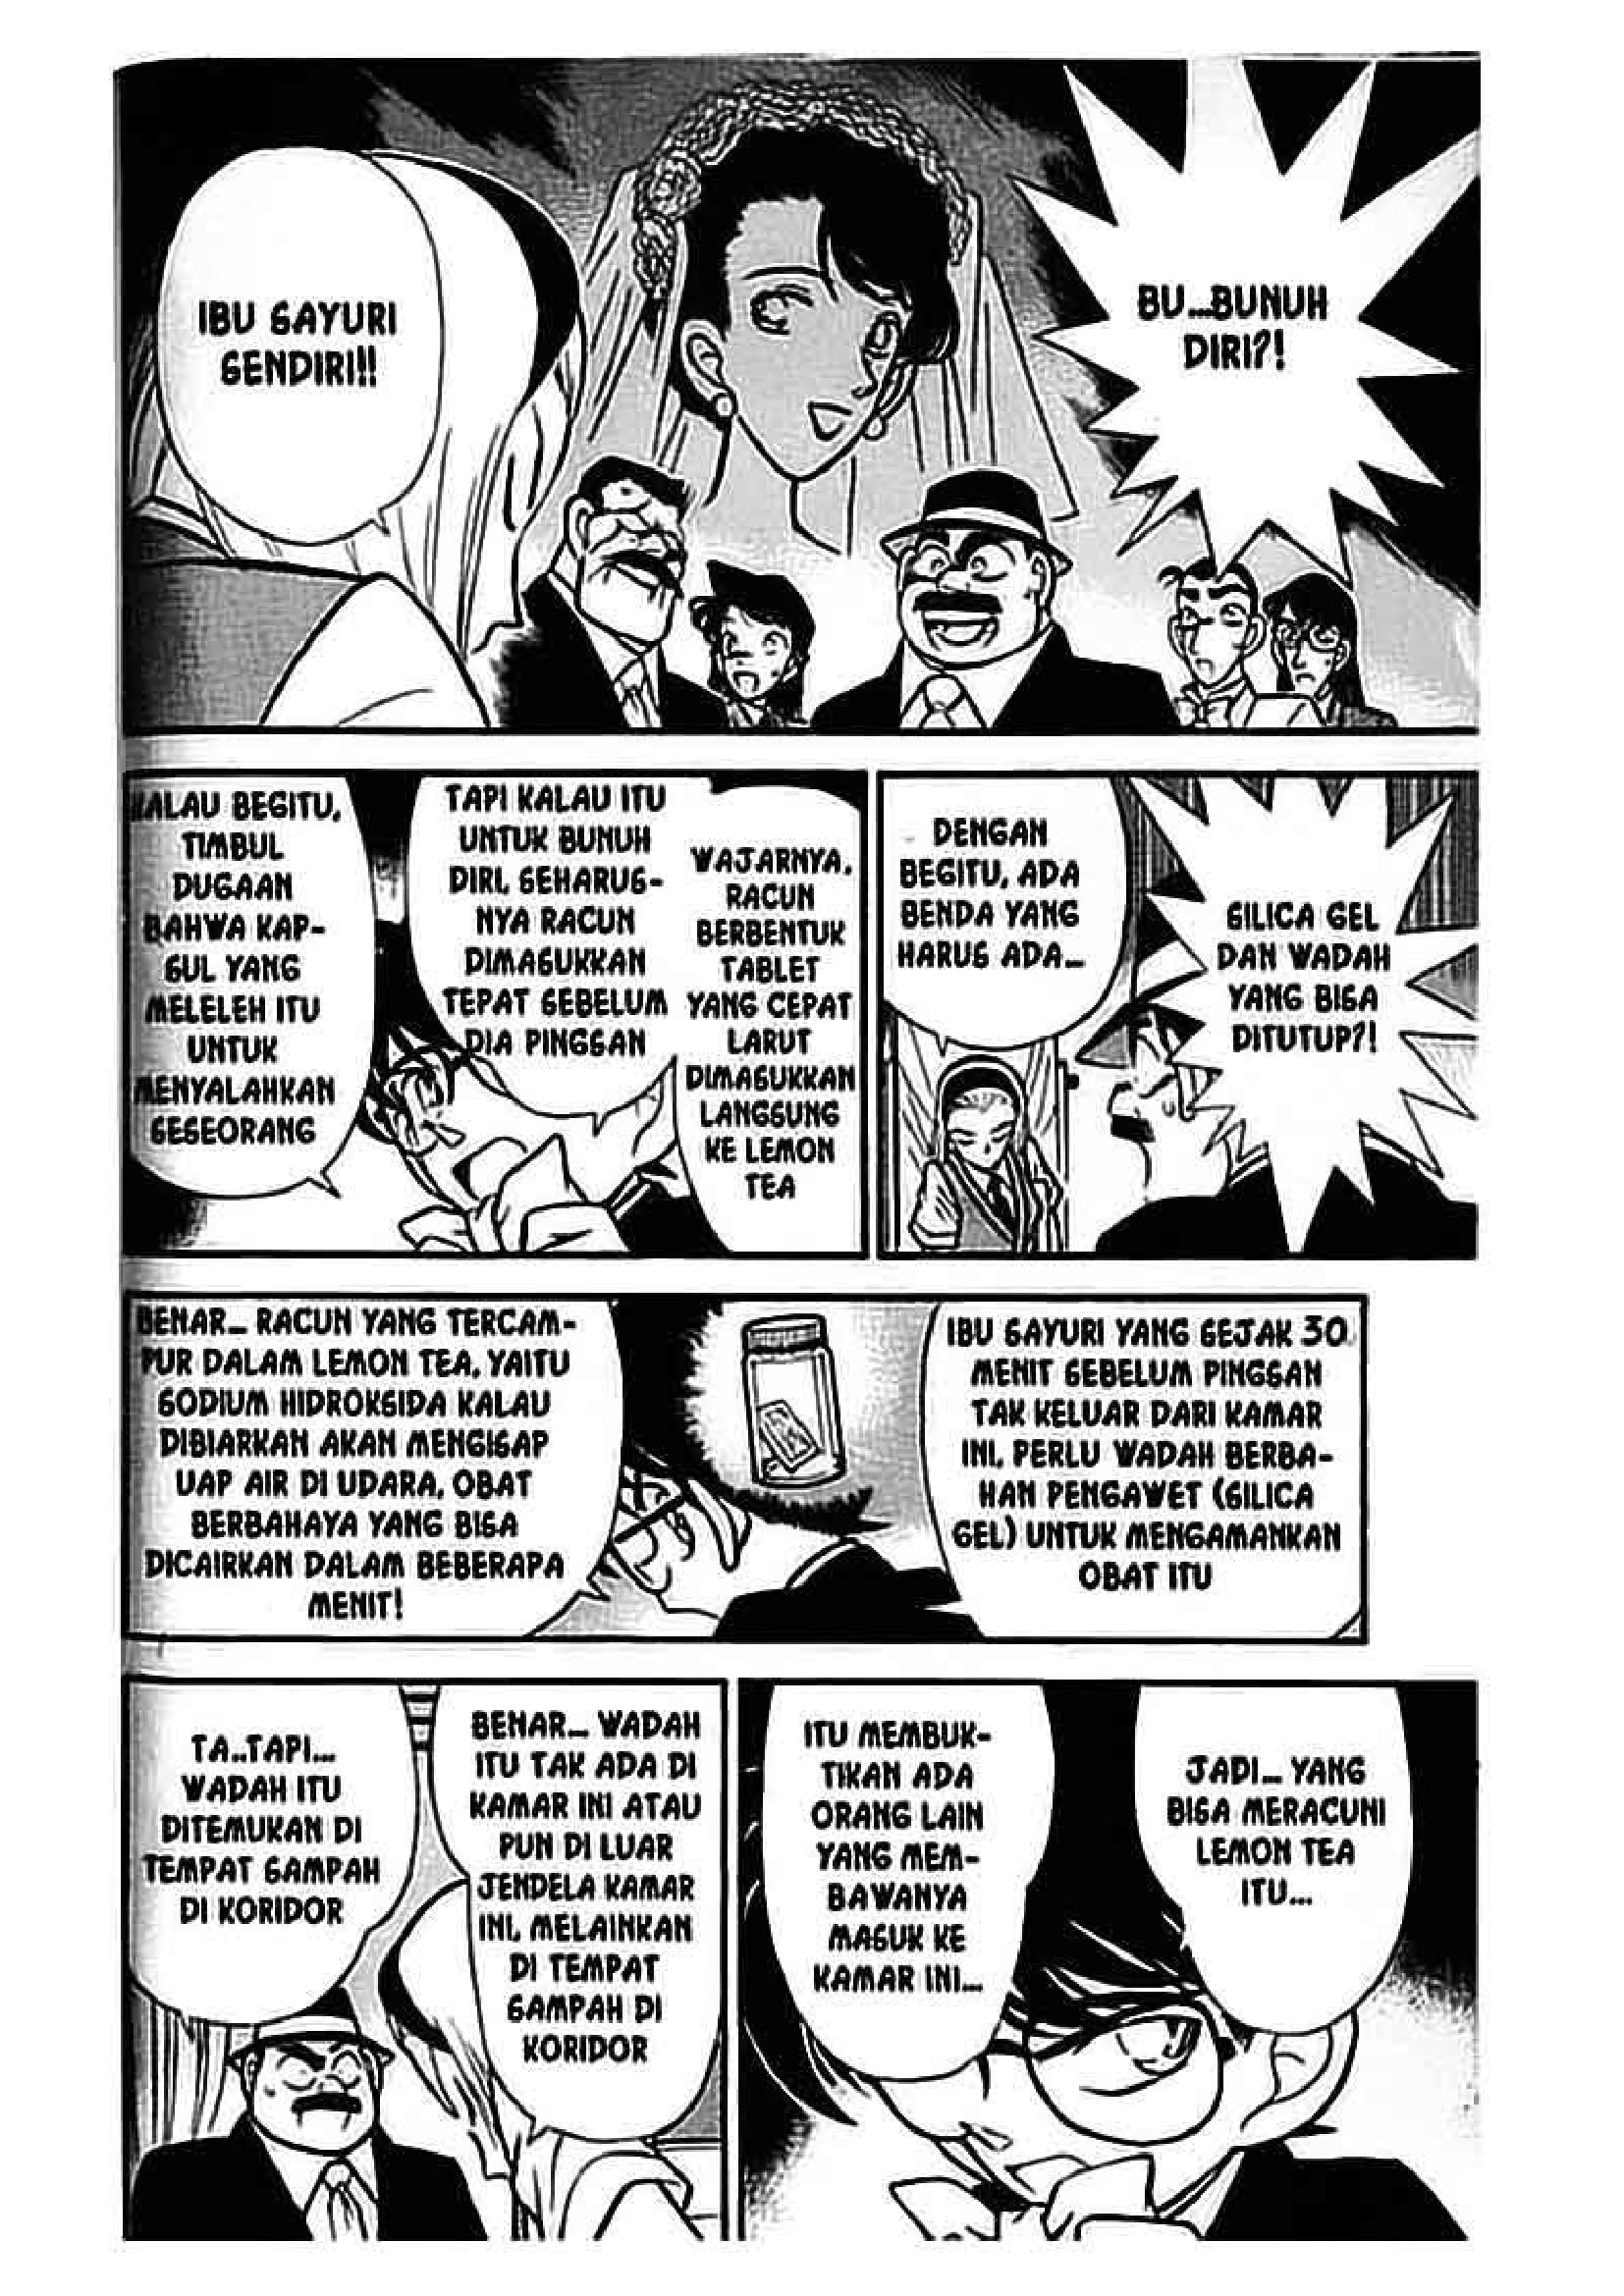 BU...BUNUH
DIRI?!
IBU SAYURI
SENDIRI!!
SILICA GEL
DAN WADAH
YANG BISA
DITUTUP?!
DENGAN
BEGITU, ADA
BENDA YANG
HARUS ADA...
WAJARNYA,
RACUN
BERBENTUK
TABLET
YANG CEPAT
LARUT
DIMASUKKAN
LANGSUNG
KE LEMON
TEA
TAPI KALAU ITU
UNTUK BUNUH
DIRI, SEHARUS-
NYA RACUN
DIMASUKKAN
TEPAT SEBELUM
DIA PINGSAN
KALAU BEGITU,
TIMBUL
DUGAAN
BAHWA KAP-
SUL YANG
MELELEH ITU
UNTUK
MENYALAHKAN
SESEORANG
IBU SAYURI YANG SEJAK 30
MENIT SEBELUM PINGSAN
TAK KELUAR DARI KAMAR
INI, PERLU WADAH BERBA-
HAN PENGAWET (SILICA
GEL) UNTUK MENGAMANKAN
OBAT ITU
BENAR... RACUN YANG TERCAM-
PUR DALAM LEMON TEA, YAITU
SODIUM HIDROKSIDA KALAU
DIBIARKAN AKAN MENGISAP
UAP AIR DI UDARA, OBAT
BERBAHAYA YANG BISA
DICAIRKAN DALAM BEBERAPA
MENIT!
JADI... YANG
BISA MERACUNI
LEMON TEA
ITU...
ITU MEMBUK-
TIKAN ADA
ORANG LAIN
YANG MEM-
BAWANYA
MASUK KE
KAMAR INI...
BENAR... WADAH
ITU TAK ADA DI
KAMAR INI ATAU
PUN DI LUAR
JENDELA KAMAR
INI, MELAINKAN
DI TEMPAT
SAMPAH DI
KORIDOR
TA..TAPI...
WADAH ITU
DITEMUKAN DI
TEMPAT SAMPAH
DI KORIDOR